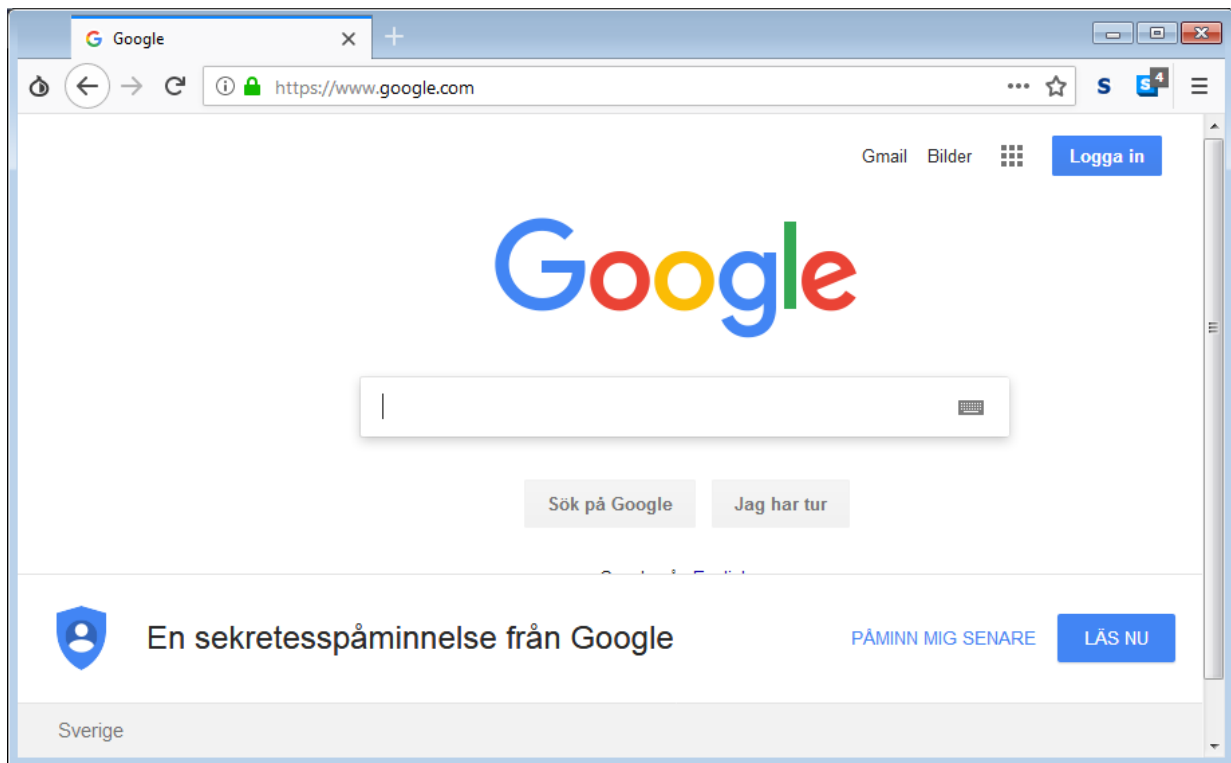 Google
https://www.google.com
S
S 4
Gmail Bilder
Logga in
Google
Sök på Google
Jag har tur
En sekretesspåminnelse från Google
PÅMINN MIG SENARE
LÄS NU
Sverige